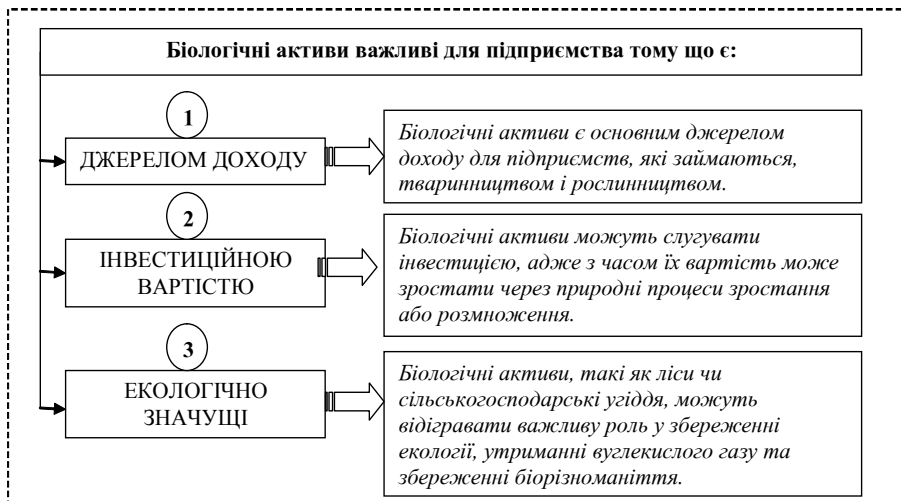 Біологічні активи важливі для підприємства тому що є:
1
ДЖЕРЕЛОМ ДОХОДУ
Біологічні активи є основним джерелом
доходу для підприємств, які займаються,
тваринництвом і рослинництвом.
2
ІНВЕСТИЦІЙНОЮ
ВАРТІСТЮ
Біологічні активи можуть слугувати
інвестицією, адже з часом їх вартість може
зростати через природні процеси зростання
або розмноження.
3
ЕКОЛОГІЧНО
ЗНАЧУЩІ
Біологічні активи, такі як ліси чи
сільськогосподарські угіддя, можуть
відігравати важливу роль у збереженні
екології, утриманні вуглекислого газу та
збереженні біорізноманіття.